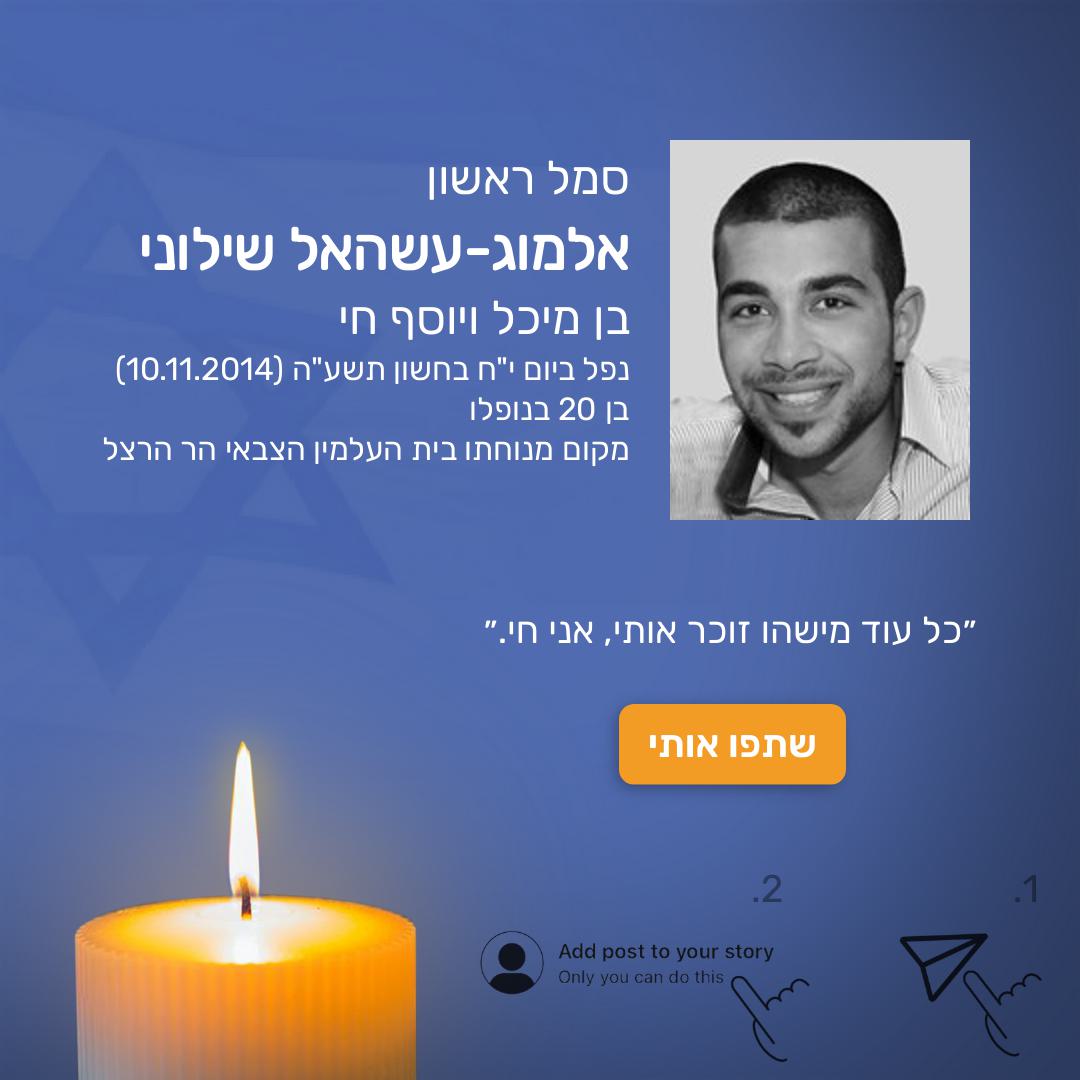 סמל ראשון
אלמוג-עשהאל שילוני
בן מיכל ויוסף חי
נפל ביום י"ח בחשון תשע"ה (10.11.2014)
בן 20 בנופלו
מקום מנוחתו בית העלמין הצבאי הר הרצל
״כל עוד מישהו זוכר אותי, אני חי.״
שתפו אותי
.1
.2
Add post to your story
Only you can do this